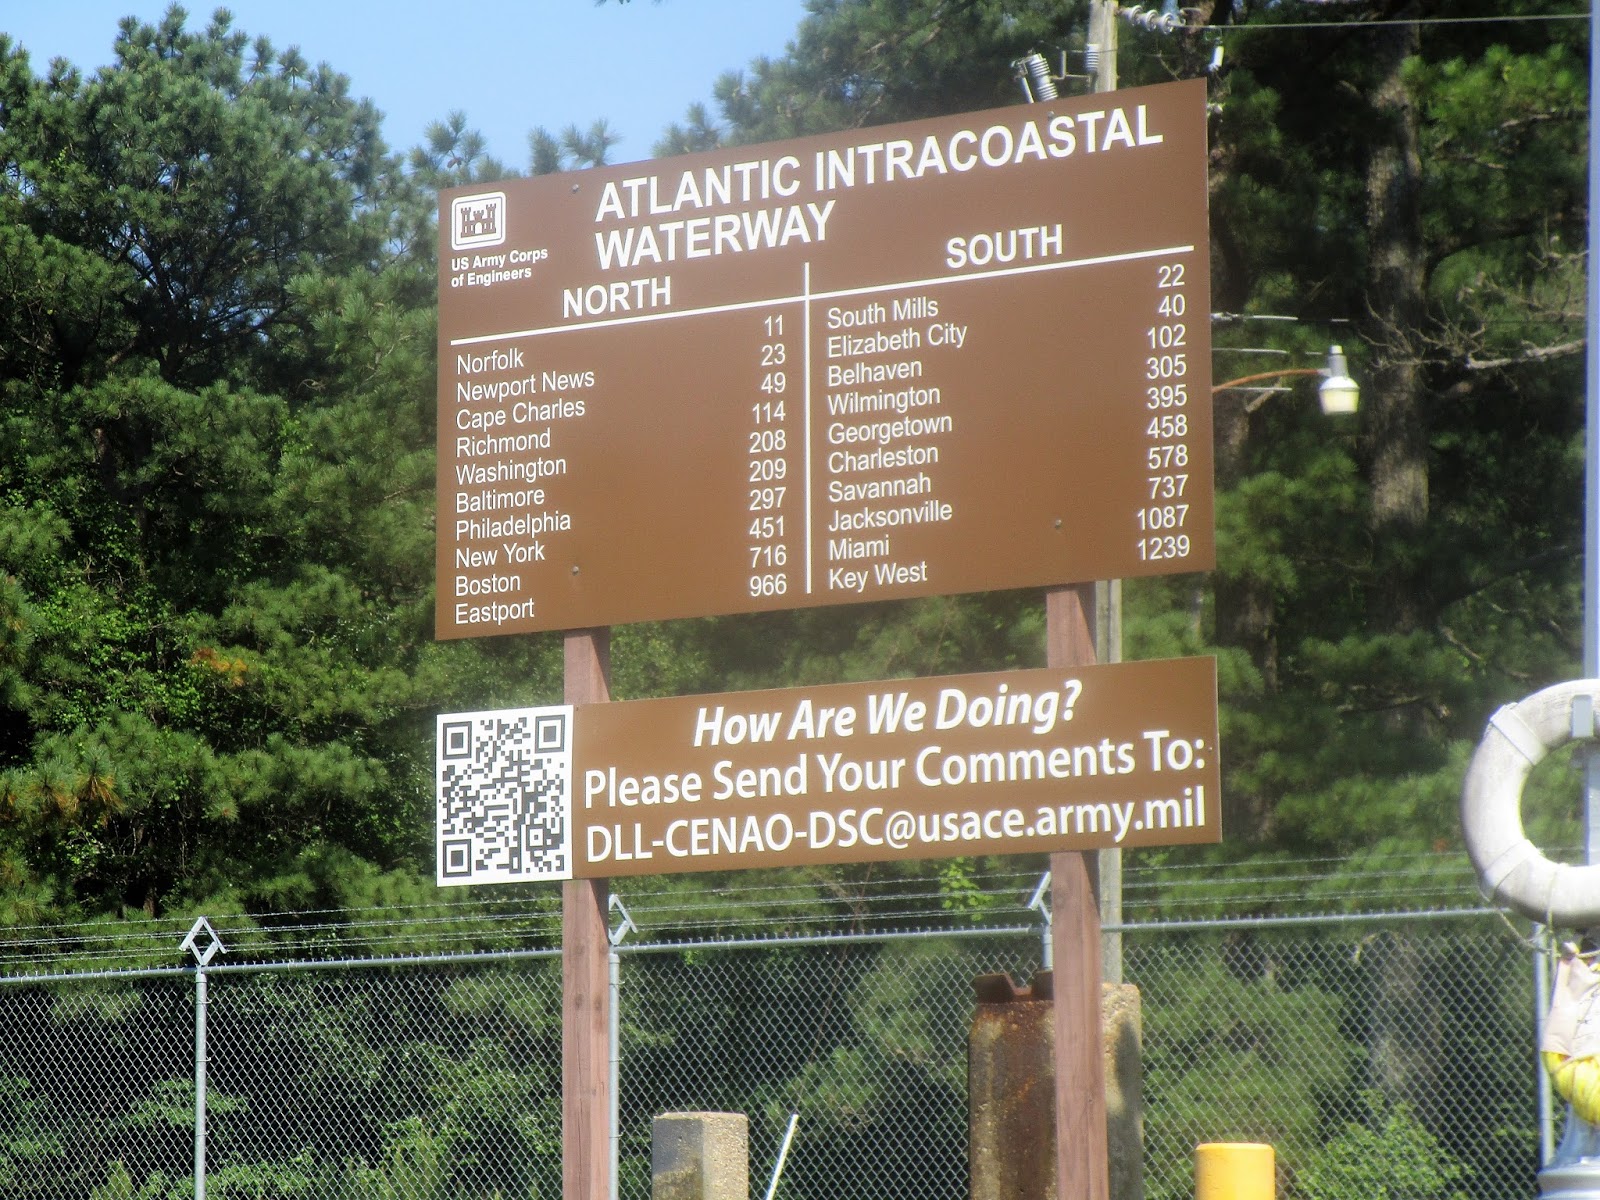 US Army Corps
of Engineers
ATLANTIC INTRACOASTAL
WATERWAY
NORTH
Norfolk 11
Newport News 23
Cape Charles 49
Richmond 114
Washington 208
Baltimore 209
Philadelphia 297
New York 451
Boston 716
Eastport 966
SOUTH
South Mills 22
Elizabeth City 40
Belhaven 102
Wilmington 305
Georgetown 395
Charleston 458
Savannah 578
Jacksonville 737
Miami 1087
Key West 1239
How Are We Doing?
Please Send Your Comments To:
DLL-CENAO-DSC@usace.army.mil